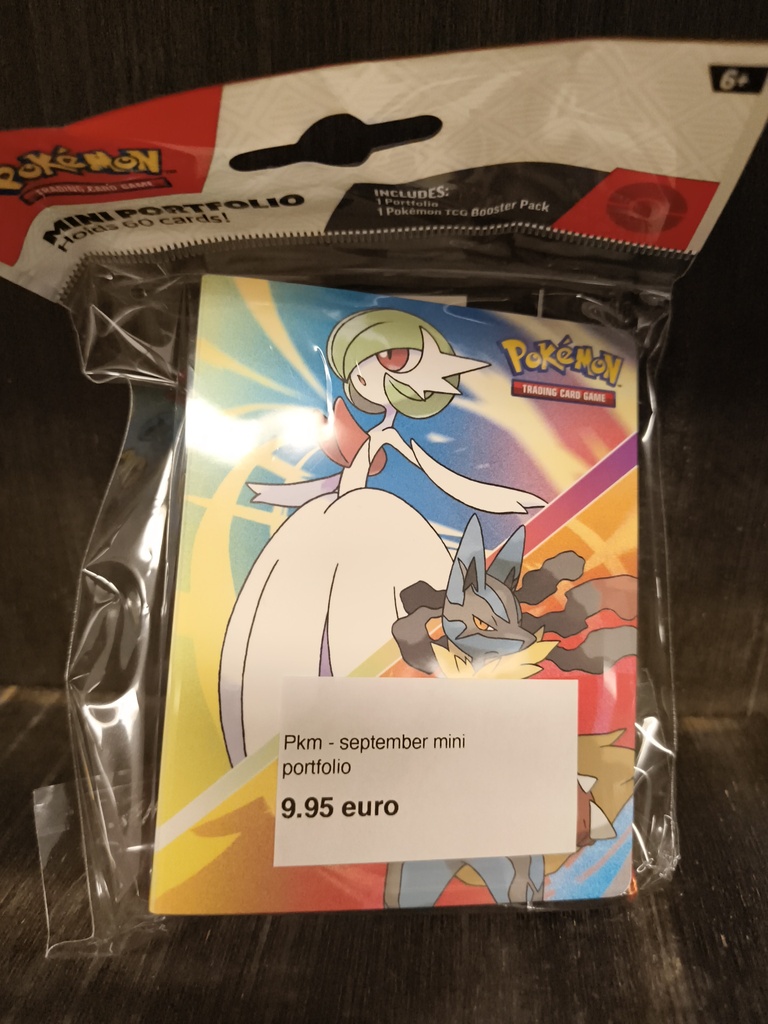 6+
POKéMON
TRADING CARD GAME
MINI PORTFOLIO
Holds 60 cards!
INCLUDES:
1 Portfolio
1 Pokémon TCG Booster Pack
POKéMON
TRADING CARD GAME
Pkm - september mini
portfolio
9.95 euro